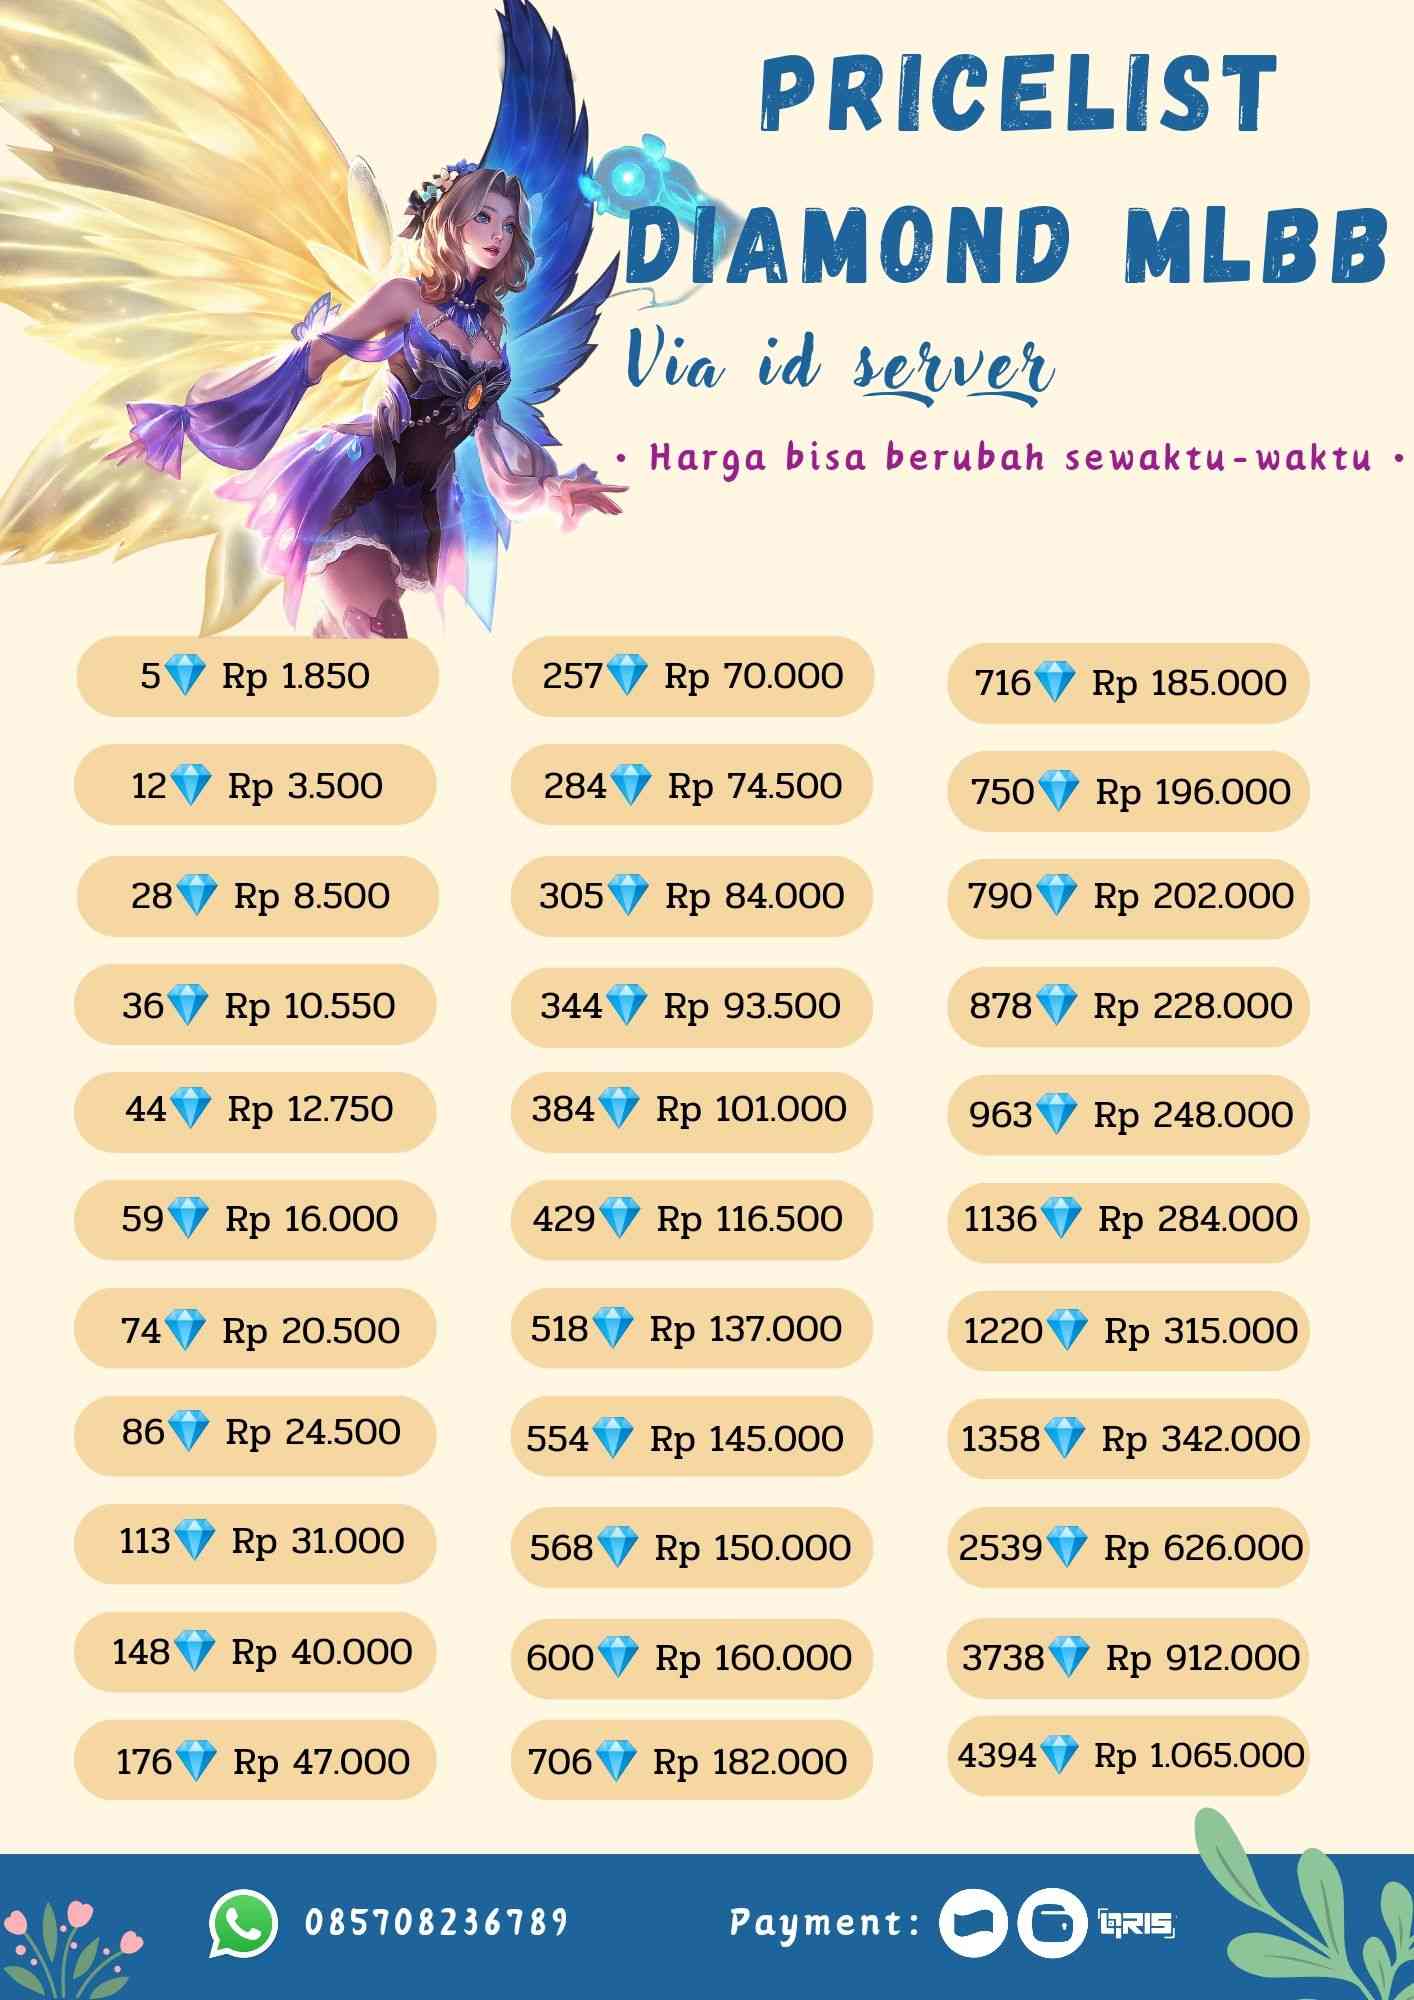 PRICELIST
DIAMOND MLBB
Via id server
• Harga bisa berubah sewaktu-waktu •
5💎 Rp 1.850
12💎 Rp 3.500
28💎 Rp 8.500
36💎 Rp 10.550
44💎 Rp 12.750
59💎 Rp 16.000
74💎 Rp 20.500
86💎 Rp 24.500
113💎 Rp 31.000
148💎 Rp 40.000
176💎 Rp 47.000
257💎 Rp 70.000
284💎 Rp 74.500
305💎 Rp 84.000
344💎 Rp 93.500
384💎 Rp 101.000
429💎 Rp 116.500
518💎 Rp 137.000
554💎 Rp 145.000
568💎 Rp 150.000
600💎 Rp 160.000
706💎 Rp 182.000
716💎 Rp 185.000
750💎 Rp 196.000
790💎 Rp 202.000
878💎 Rp 228.000
963💎 Rp 248.000
1136💎 Rp 284.000
1220💎 Rp 315.000
1358💎 Rp 342.000
2539💎 Rp 626.000
3738💎 Rp 912.000
4394💎 Rp 1.065.000
085708236789
Payment: QRIS